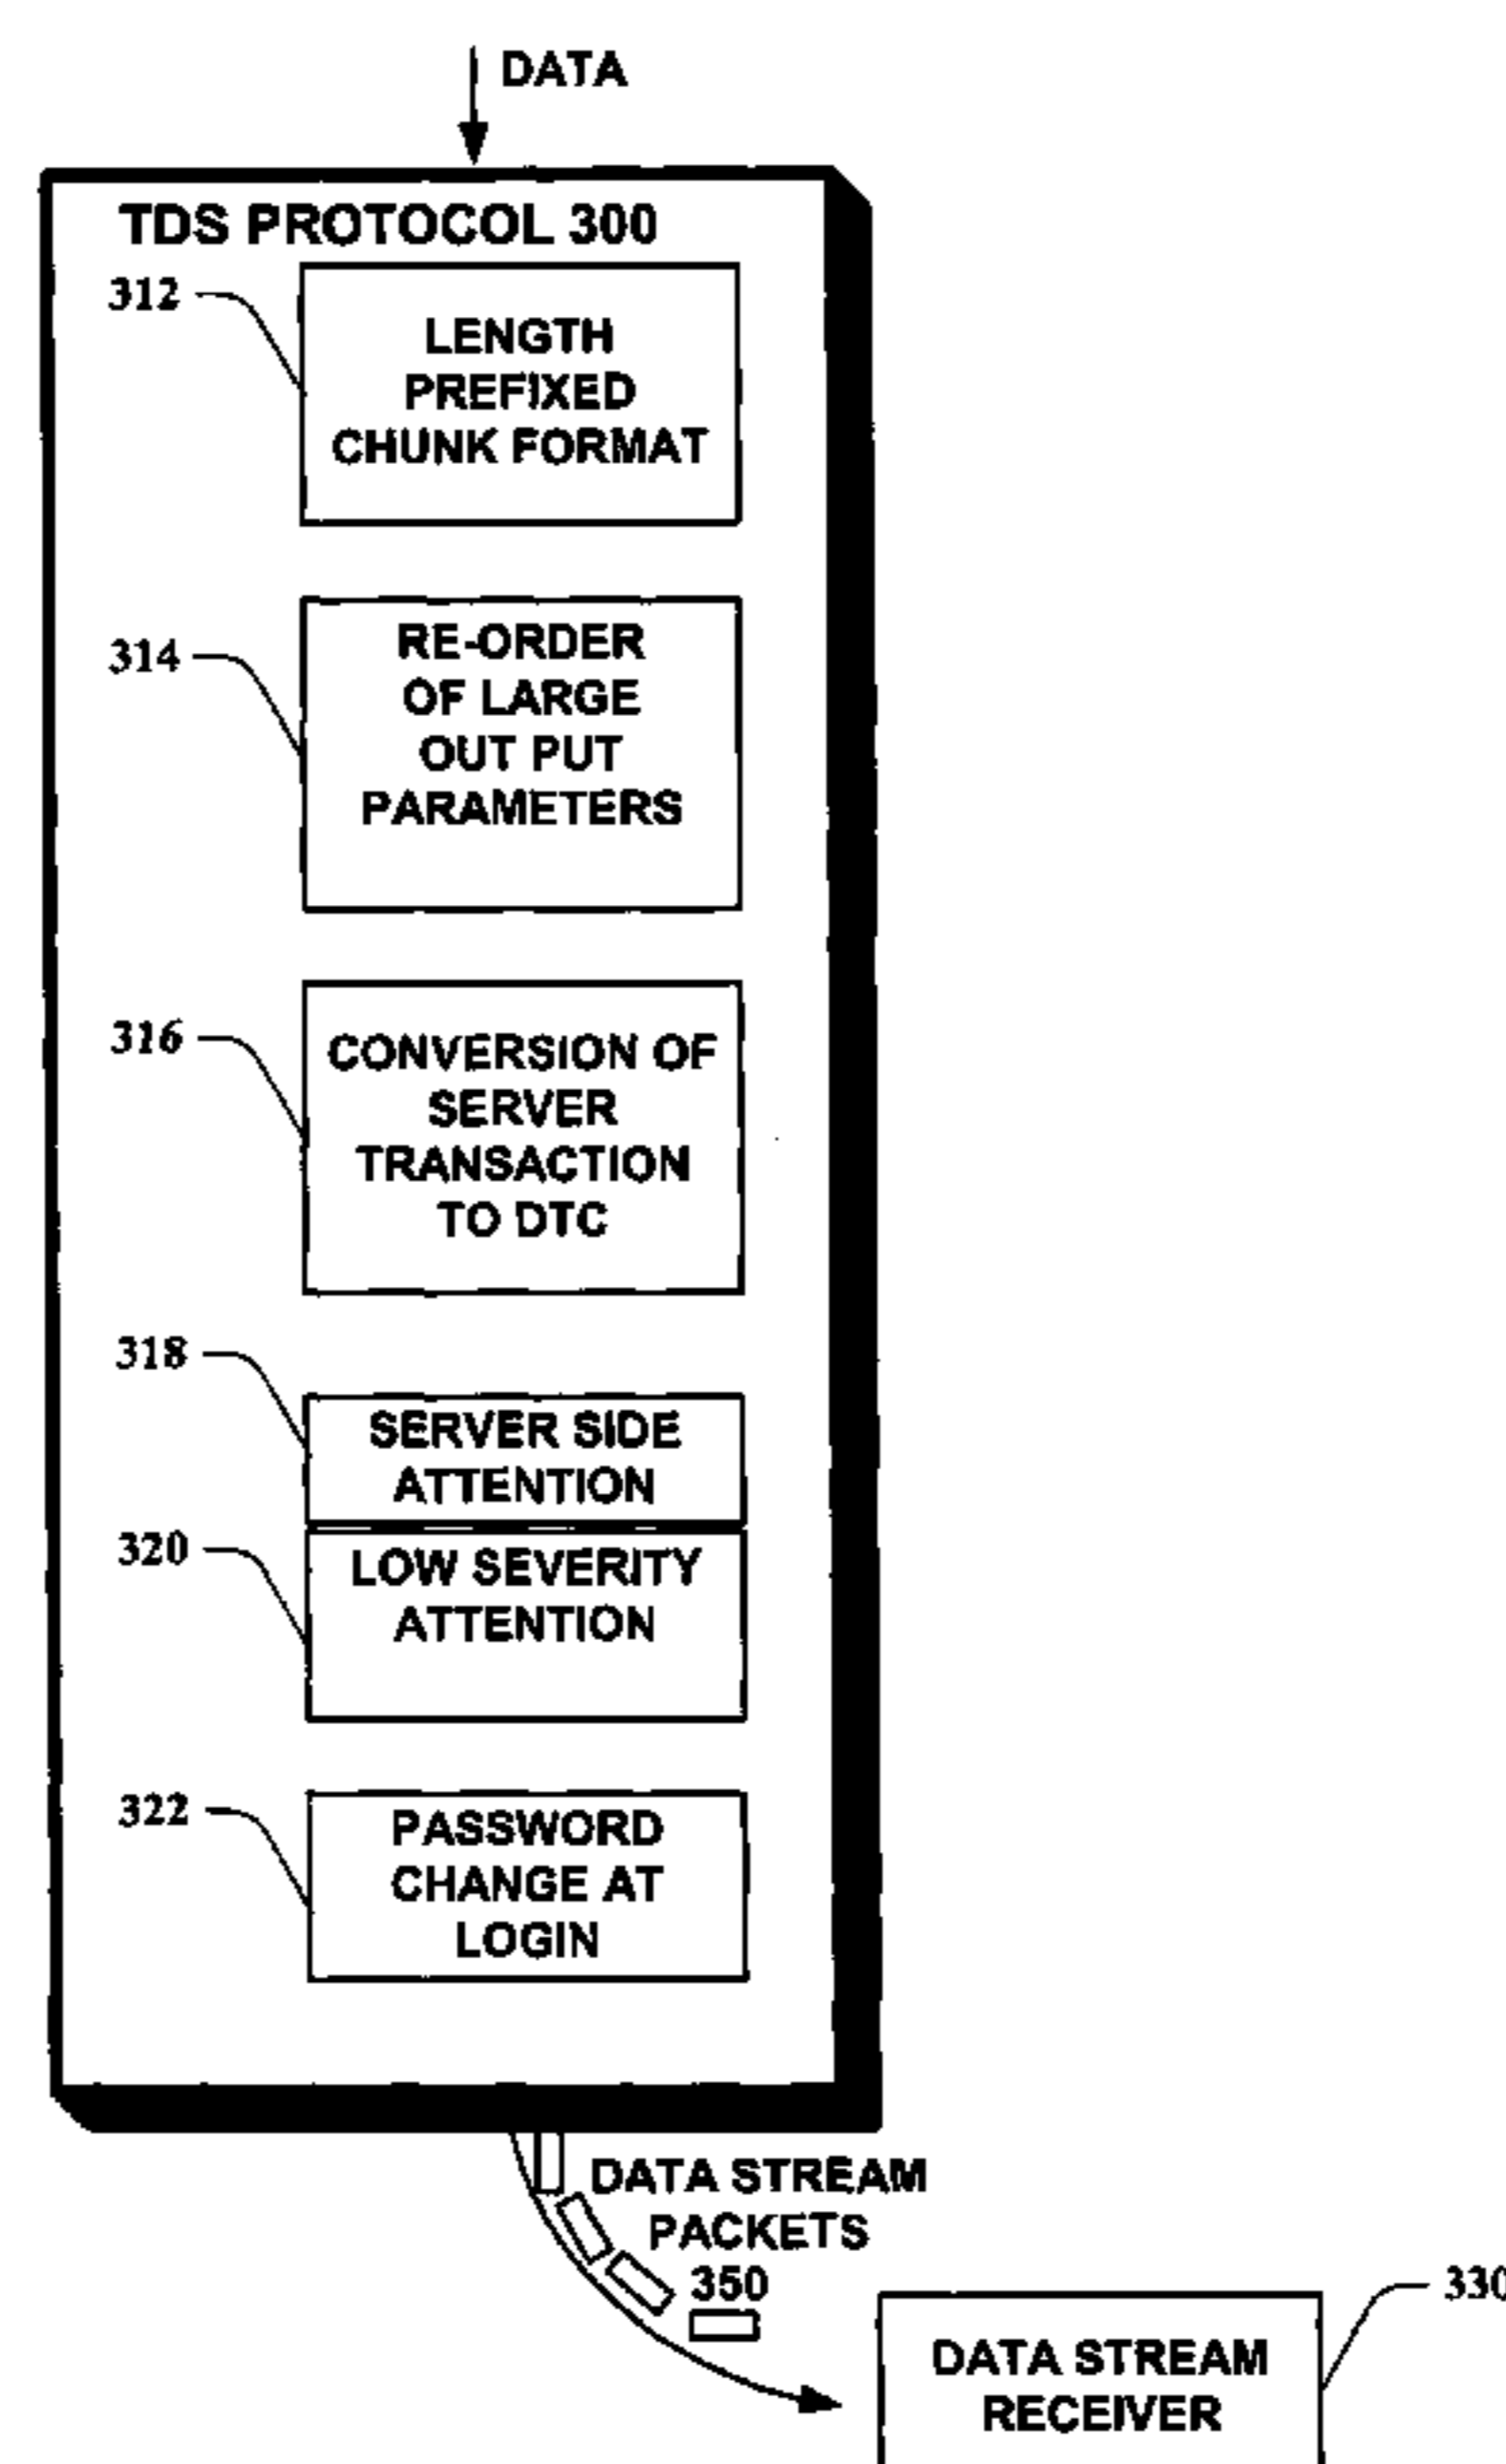 DATA
TDS PROTOCOL 300
312
LENGTH
PREFIXED
CHUNK FORMAT
314
RE-ORDER
OF LARGE
OUT PUT
PARAMETERS
316
CONVERSION OF
SERVER
TRANSACTION
TO DTC
318
SERVER SIDE
ATTENTION
320
LOW SEVERITY
ATTENTION
322
PASSWORD
CHANGE AT
LOGIN
DATA STREAM
PACKETS
350
330
DATA STREAM
RECEIVER